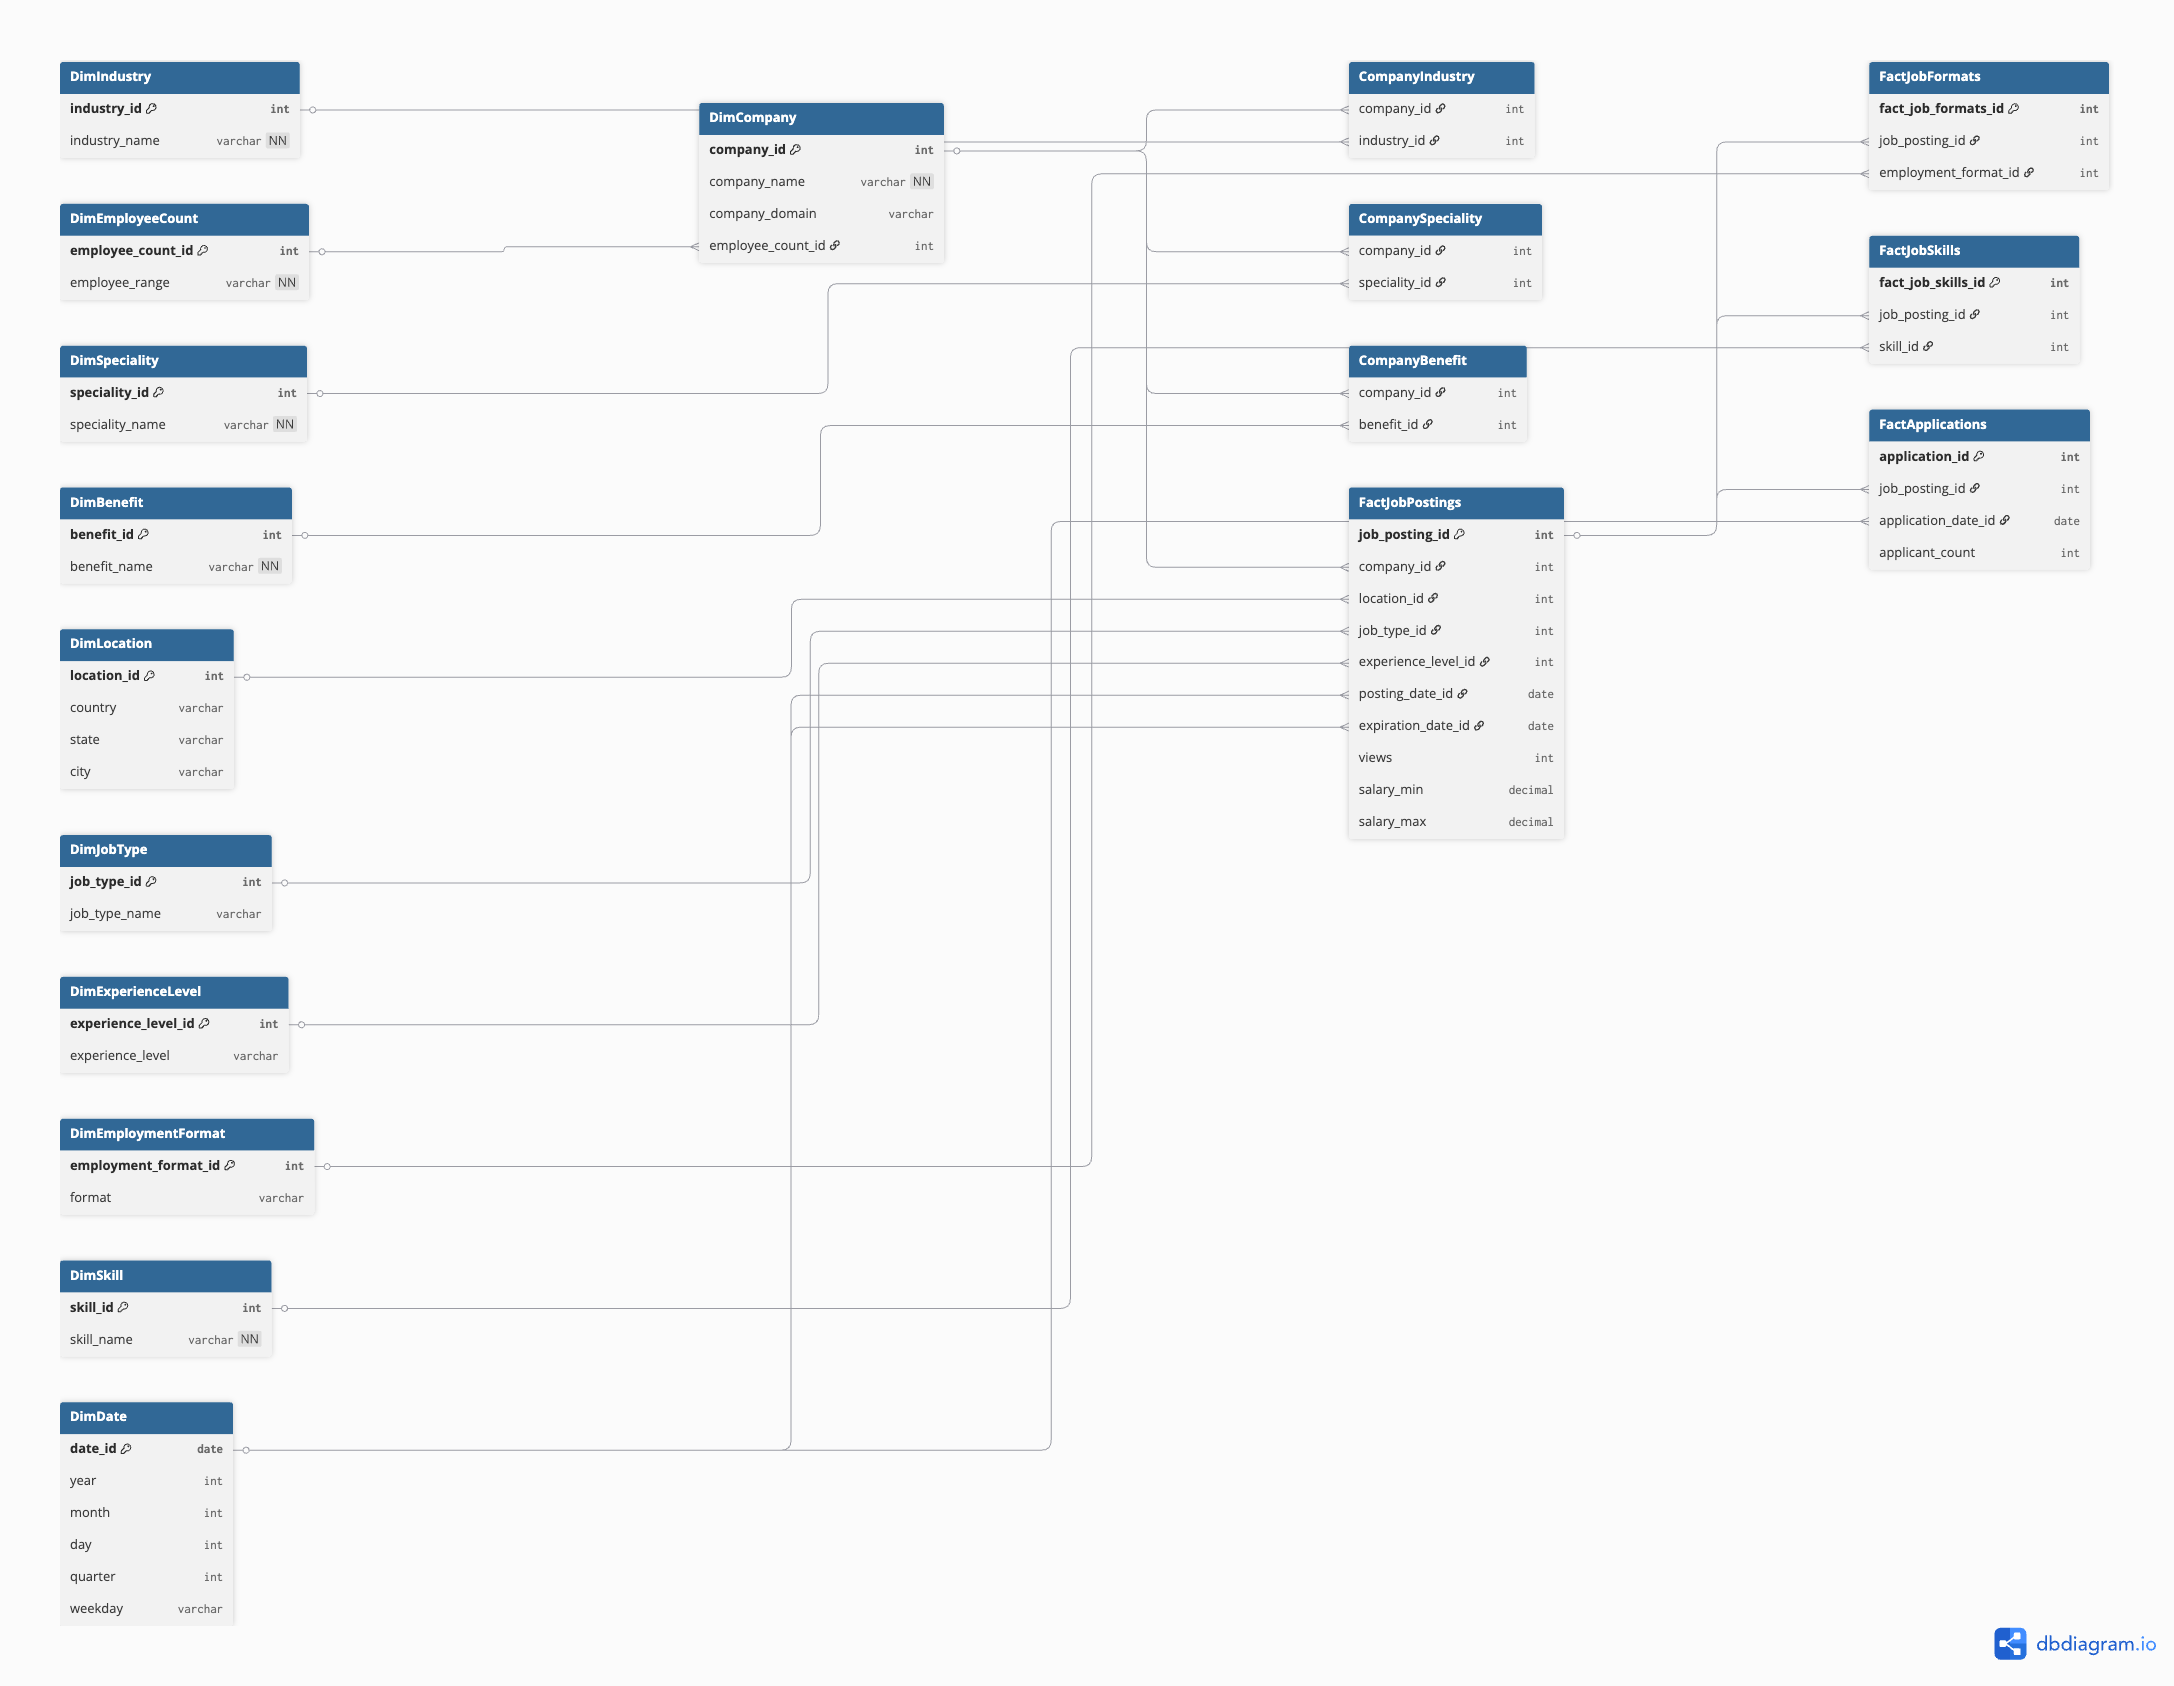 DimIndustry
industry_id int
industry_name varchar NN
DimEmployeeCount
employee_count_id int
employee_range varchar NN
DimSpeciality
speciality_id int
speciality_name varchar NN
DimBenefit
benefit_id int
benefit_name varchar NN
DimLocation
location_id int
country varchar
state varchar
city varchar
DimJobType
job_type_id int
job_type_name varchar
DimExperienceLevel
experience_level_id int
experience_level varchar
DimEmploymentFormat
employment_format_id int
format varchar
DimSkill
skill_id int
skill_name varchar NN
DimDate
date_id date
year int
month int
day int
quarter int
weekday varchar
DimCompany
company_id int
company_name varchar NN
company_domain varchar
employee_count_id int
CompanyIndustry
company_id int
industry_id int
CompanySpeciality
company_id int
speciality_id int
CompanyBenefit
company_id int
benefit_id int
FactJobPostings
job_posting_id int
company_id int
location_id int
job_type_id int
experience_level_id int
posting_date_id date
expiration_date_id date
views int
salary_min decimal
salary_max decimal
FactJobFormats
fact_job_formats_id int
job_posting_id int
employment_format_id int
FactJobSkills
fact_job_skills_id int
job_posting_id int
skill_id int
FactApplications
application_id int
job_posting_id int
application_date_id date
applicant_count int
dbdiagram.io